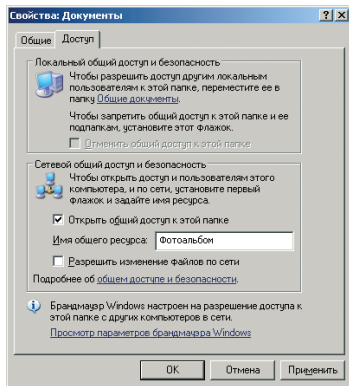 Свойства: Документы
Общие
Доступ
Локальный общий доступ и безопасность
Чтобы разрешить доступ другим локальным
пользователям к этой папке, переместите ее в
папку Общие документы.
Чтобы запретить общий доступ к этой папке и ее
подпапкам, установите этот флажок.
Отменить общий доступ к этой папке
Сетевой общий доступ и безопасность
Чтобы открыть доступ и пользователям этого
компьютера, и по сети, установите первый
флажок и задайте имя ресурса.
Открыть общий доступ к этой папке
Имя общего ресурса: Фотоальбом
Разрешить изменение файлов по сети
Подробнее об общем доступе и безопасности.
Брандмауэр Windows настроен на разрешение доступа к
этой папке с других компьютеров в сети.
Просмотр параметров брандмауэра Windows
OK Отмена Применить